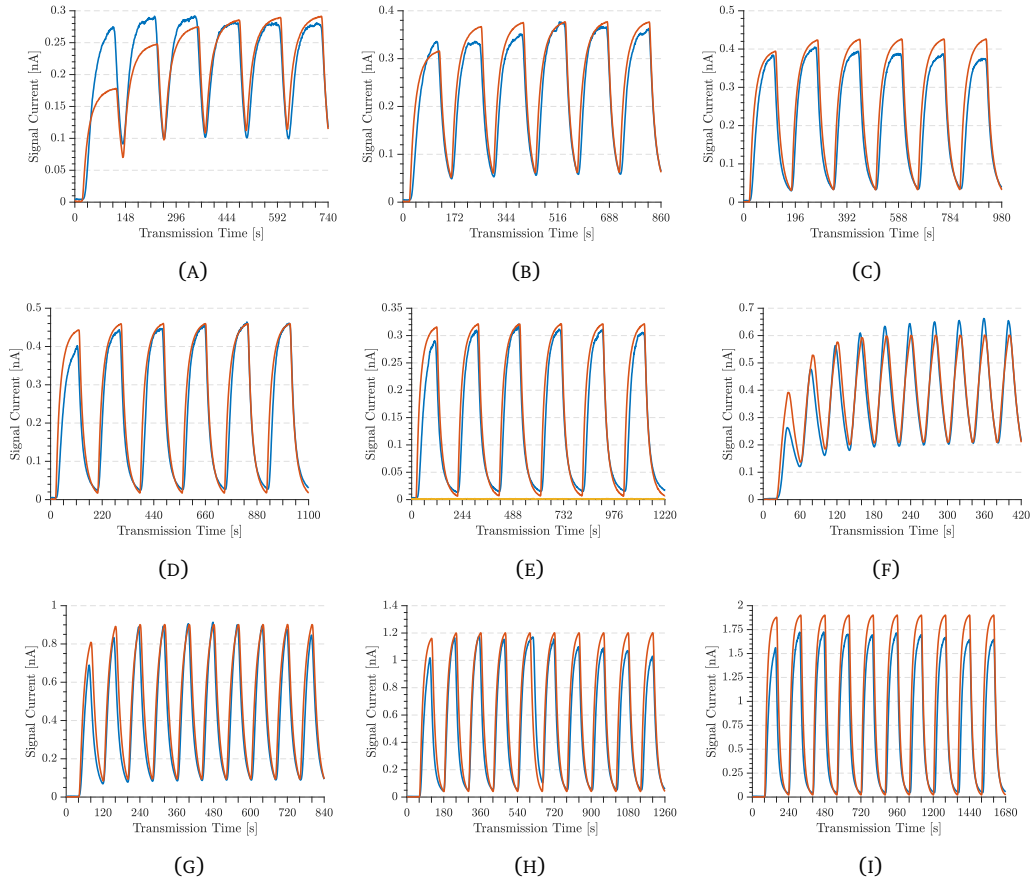 Signal Current [nA]
0.3
0.25
0.2
0.15
0.1
0.05
0
0 148 296 444 592 740
Transmission Time [s]
(A)
Signal Current [nA]
0.4
0.3
0.2
0.1
0
0 172 344 516 688 860
Transmission Time [s]
(B)
Signal Current [nA]
0.5
0.4
0.3
0.2
0.1
0
0 196 392 588 784 980
Transmission Time [s]
(C)
Signal Current [nA]
0.5
0.4
0.3
0.2
0.1
0
0 220 440 660 880 1100
Transmission Time [s]
(D)
Signal Current [nA]
0.35
0.3
0.25
0.2
0.15
0.1
0.05
0
0 244 488 732 976 1220
Transmission Time [s]
(E)
Signal Current [nA]
0.7
0.6
0.5
0.4
0.3
0.2
0.1
0
0 60 120 180 240 300 360 420
Transmission Time [s]
(F)
Signal Current [nA]
1
0.8
0.6
0.4
0.2
0
0 120 240 360 480 600 720 840
Transmission Time [s]
(G)
Signal Current [nA]
1.4
1.2
1
0.8
0.6
0.4
0.2
0
0 180 360 540 720 900 1080 1260
Transmission Time [s]
(H)
Signal Current [nA]
2
1.75
1.5
1.25
1
0.75
0.5
0.25
0
0 240 480 720 960 1200 1440 1680
Transmission Time [s]
(I)